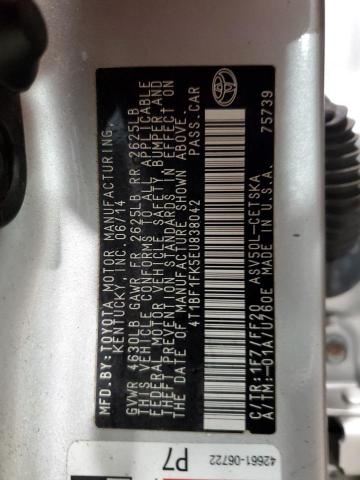 MFD.BY:TOYOTA MOTOR MANUFACTURING,
KENTUCKY, INC. 06/14
GVWR 4630LB GAWR FR 2625LB RR 2625LB
THIS VEHICLE CONFORMS TO ALL APPLICABLE
FEDERAL MOTOR VEHICLE SAFETY, BUMPER, AND
THEFT PREVENTION STANDARDS IN EFFECT ON
THE DATE OF MANUFACTURE SHOWN ABOVE.
4T1BF1FK5EU838042 PASS.CAR
C/TR:1F7/FF20 ASV50L-CETSKA
A/TM:-01A/U760E MADE IN U.S.A. 75739
42661-06722
P7